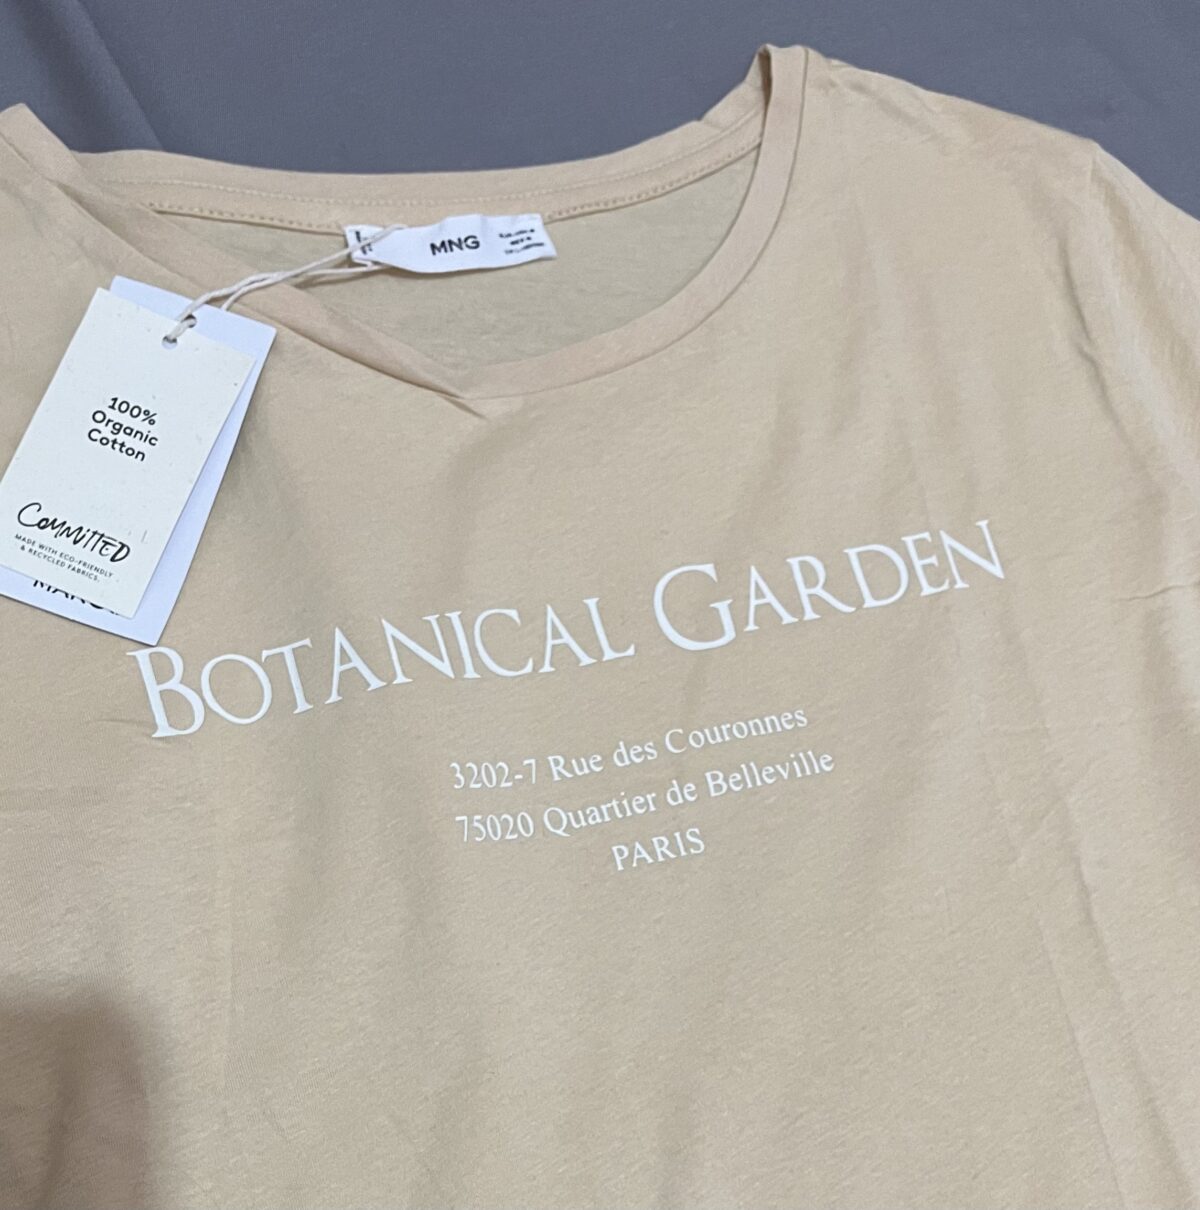 MNG
100%
Organic
Cotton
COMMITTED
MADE WITH ECO-FRIENDLY
& RECYCLED FABRICS.
BOTANICAL GARDEN
3202-7 Rue des Couronnes
75020 Quartier de Belleville
PARIS